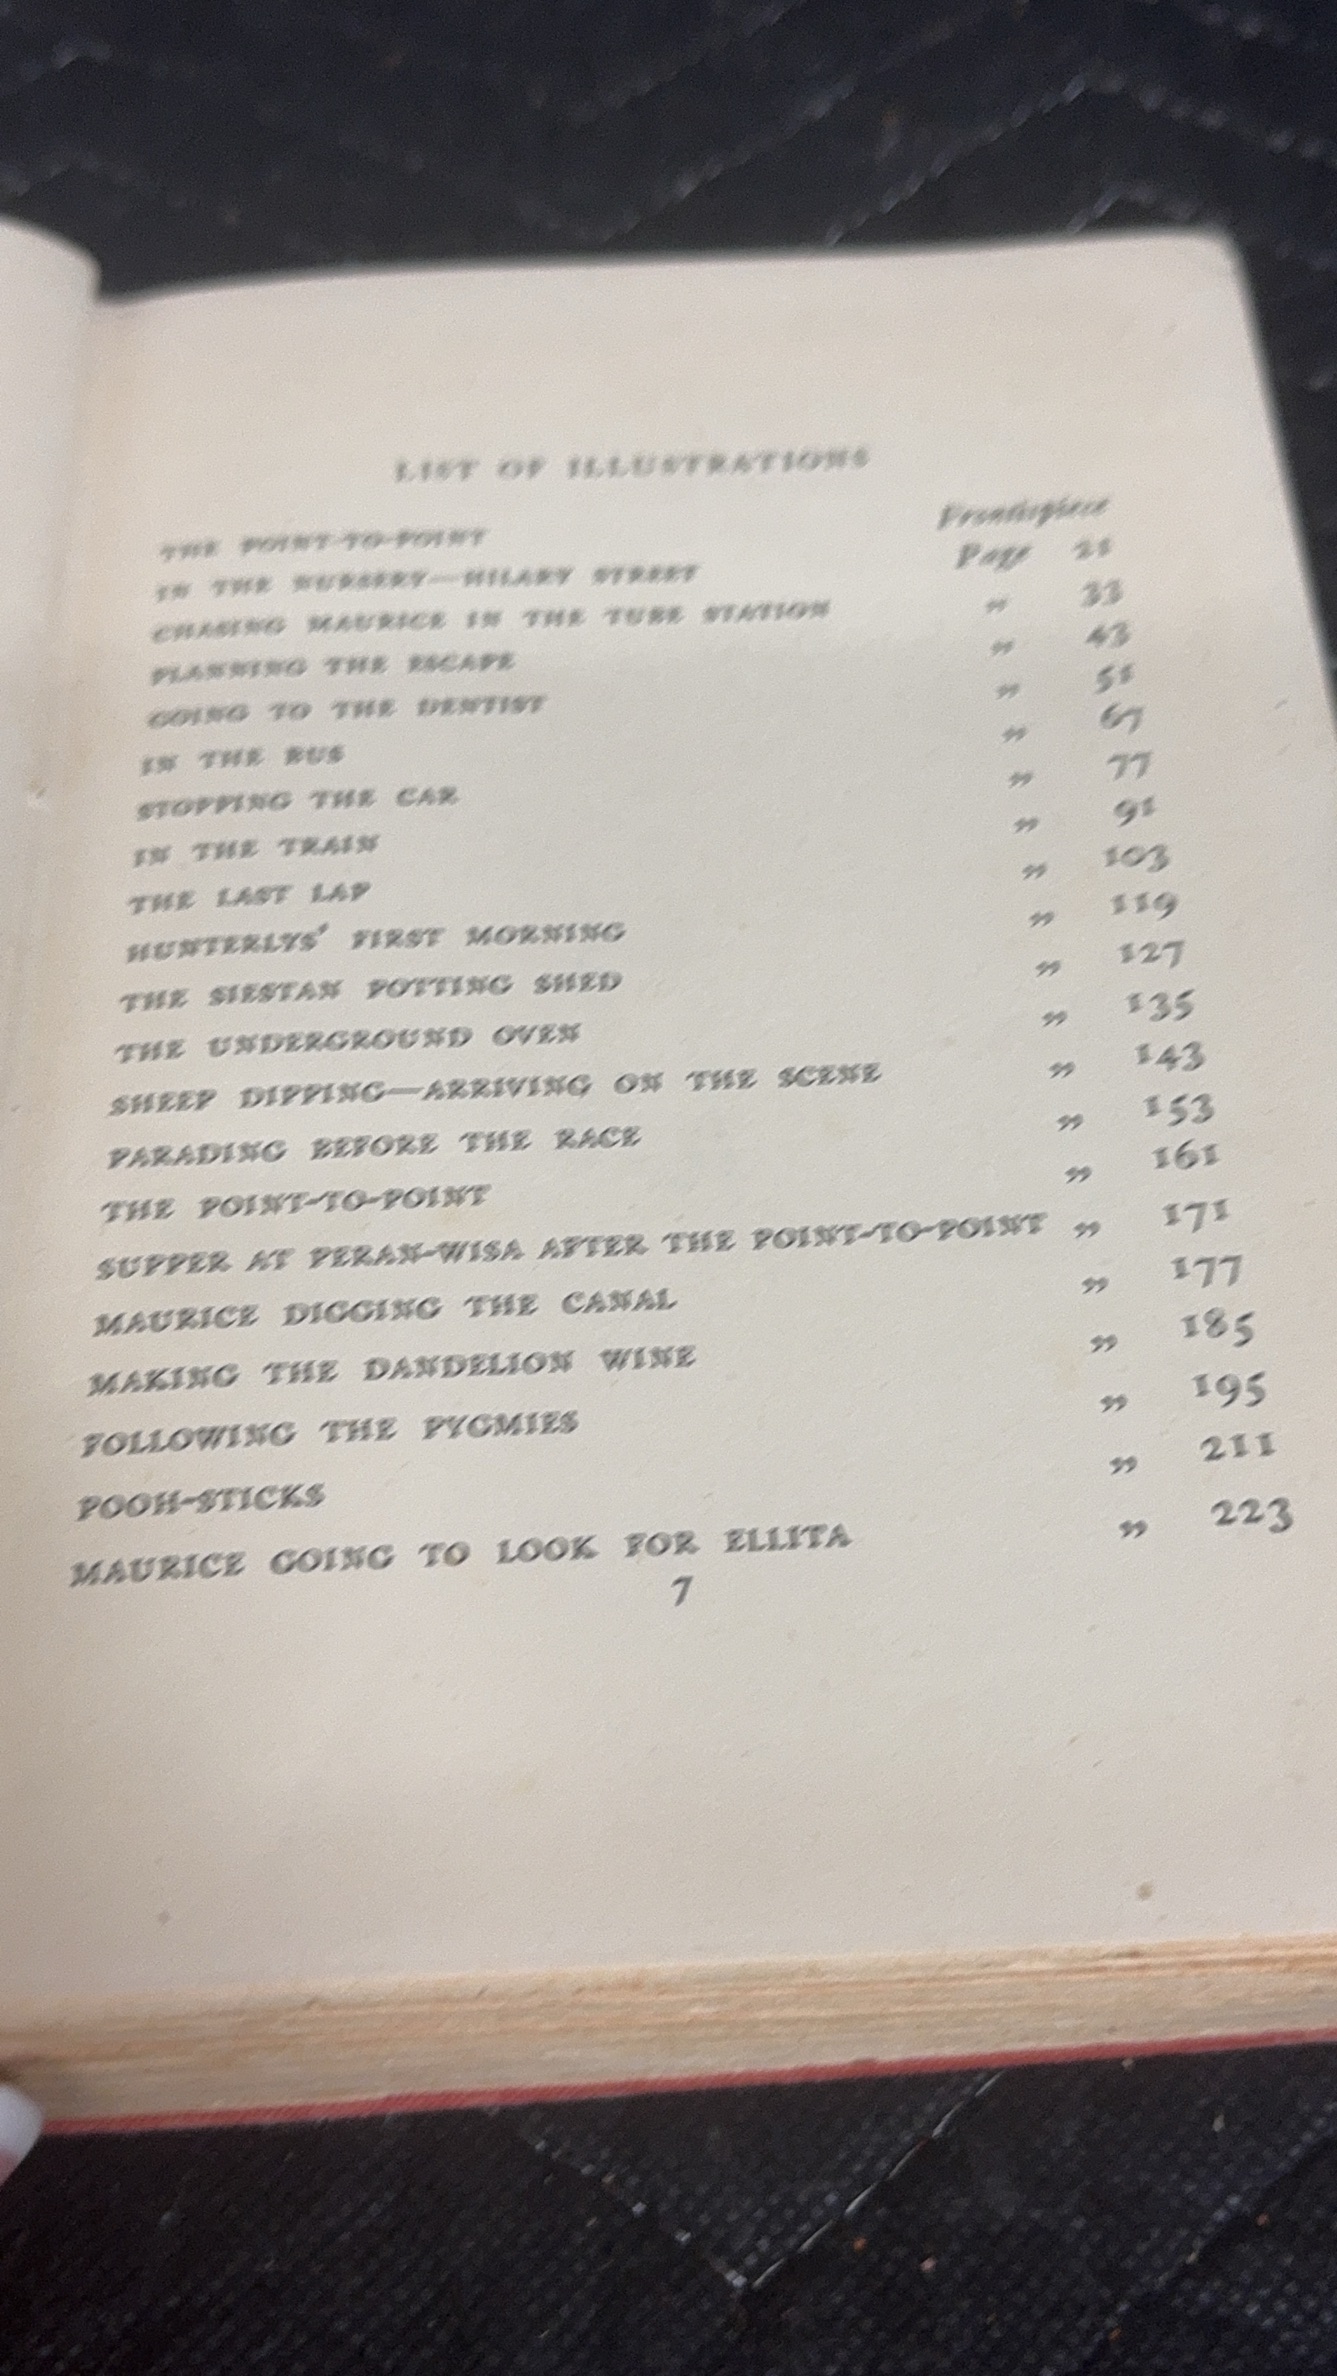 LIST OF ILLUSTRATIONS
THE POINT-TO-POINT Frontispiece
IN THE NURSERY—HILARY STREET Page 21
CHASING MAURICE IN THE TUBE STATION ,, 33
PLANNING THE ESCAPE ,, 43
GOING TO THE DENTIST ,, 51
IN THE BUS ,, 67
STOPPING THE CAR ,, 77
IN THE TRAIN ,, 91
THE LAST LAP ,, 103
HUNTERLYS' FIRST MORNING ,, 119
THE SIESTAN POTTING SHED ,, 127
THE UNDERGROUND OVEN ,, 135
SHEEP DIPPING—ARRIVING ON THE SCENE ,, 143
PARADING BEFORE THE RACE ,, 153
THE POINT-TO-POINT ,, 161
SUPPER AT PERAN-WISA AFTER THE POINT-TO-POINT ,, 171
MAURICE DIGGING THE CANAL ,, 177
MAKING THE DANDELION WINE ,, 185
FOLLOWING THE PYGMIES ,, 195
POOH-STICKS ,, 211
MAURICE GOING TO LOOK FOR ELLITA ,, 223
7